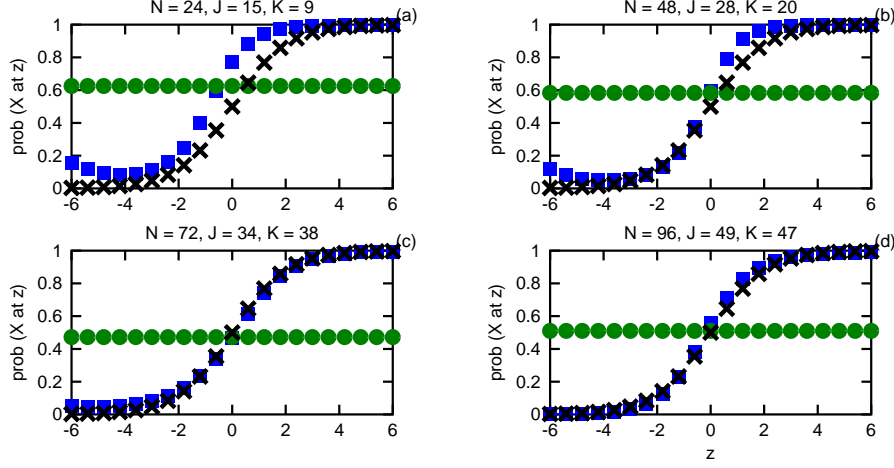 N = 24, J = 15, K = 9
(a)
prob (X at z)
1
0.8
0.6
0.4
0.2
0
-6 -4 -2 0 2 4 6
N = 48, J = 28, K = 20
(b)
prob (X at z)
1
0.8
0.6
0.4
0.2
0
-6 -4 -2 0 2 4 6
N = 72, J = 34, K = 38
(c)
prob (X at z)
1
0.8
0.6
0.4
0.2
0
-6 -4 -2 0 2 4 6
N = 96, J = 49, K = 47
(d)
prob (X at z)
1
0.8
0.6
0.4
0.2
0
-6 -4 -2 0 2 4 6
z